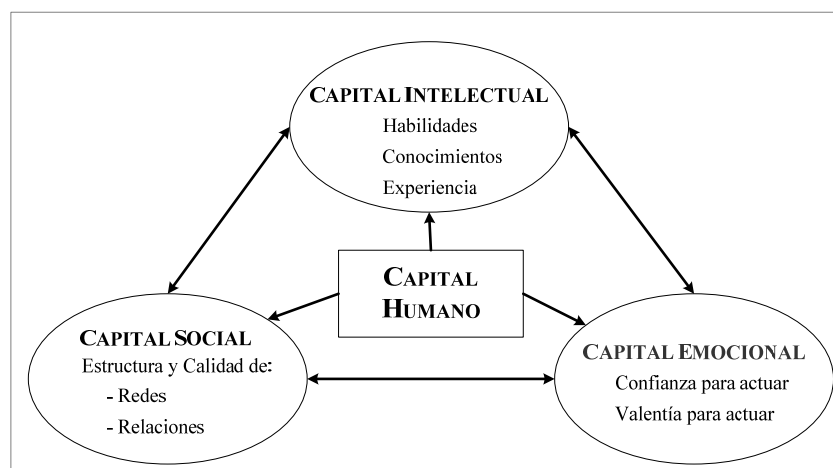 CAPITAL INTELECTUAL
Habilidades
Conocimientos
Experiencia
CAPITAL
HUMANO
CAPITAL SOCIAL
Estructura y Calidad de:
- Redes
- Relaciones
CAPITAL EMOCIONAL
Confianza para actuar
Valentía para actuar